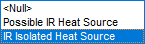 <Null>
Possible IR Heat Source
IR Isolated Heat Source